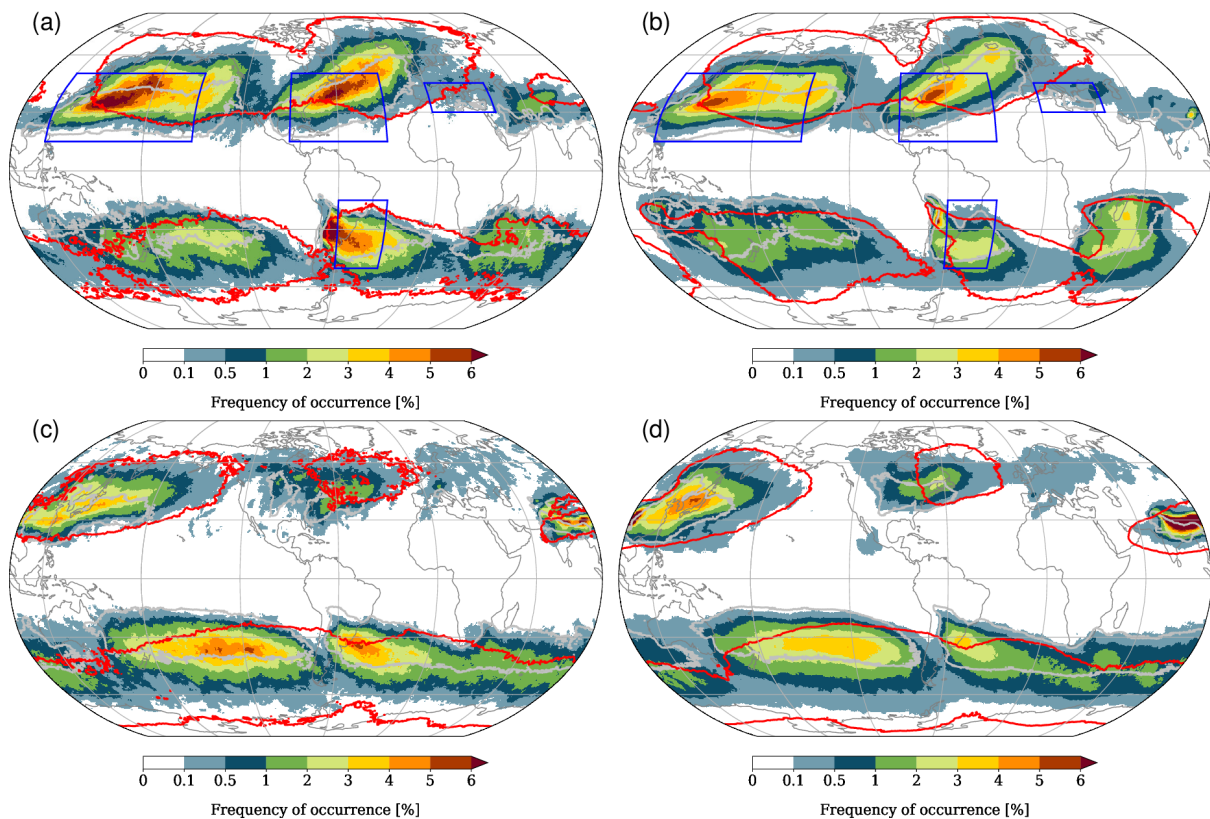 (a)
(b)
0 0.1 0.5 1 2 3 4 5 6
Frequency of occurrence [%]
0 0.1 0.5 1 2 3 4 5 6
Frequency of occurrence [%]
(c)
(d)
0 0.1 0.5 1 2 3 4 5 6
Frequency of occurrence [%]
0 0.1 0.5 1 2 3 4 5 6
Frequency of occurrence [%]